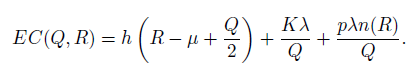 EC(Q, R) = h ( R − μ + Q/2 ) + Kλ/Q + pλn(R)/Q .